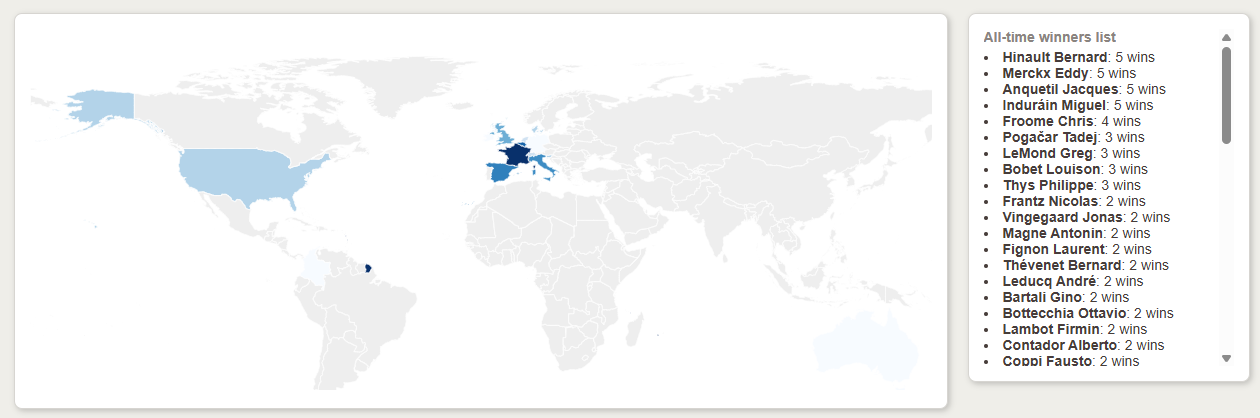 All-time winners list
• Hinault Bernard: 5 wins
• Merckx Eddy: 5 wins
• Anquetil Jacques: 5 wins
• Induráin Miguel: 5 wins
• Froome Chris: 4 wins
• Pogačar Tadej: 3 wins
• LeMond Greg: 3 wins
• Bobet Louison: 3 wins
• Thys Philippe: 3 wins
• Frantz Nicolas: 2 wins
• Vingegaard Jonas: 2 wins
• Magne Antonin: 2 wins
• Fignon Laurent: 2 wins
• Thévenet Bernard: 2 wins
• Leducq André: 2 wins
• Bartali Gino: 2 wins
• Bottecchia Ottavio: 2 wins
• Lambot Firmin: 2 wins
• Contador Alberto: 2 wins
• Coppi Fausto: 2 wins